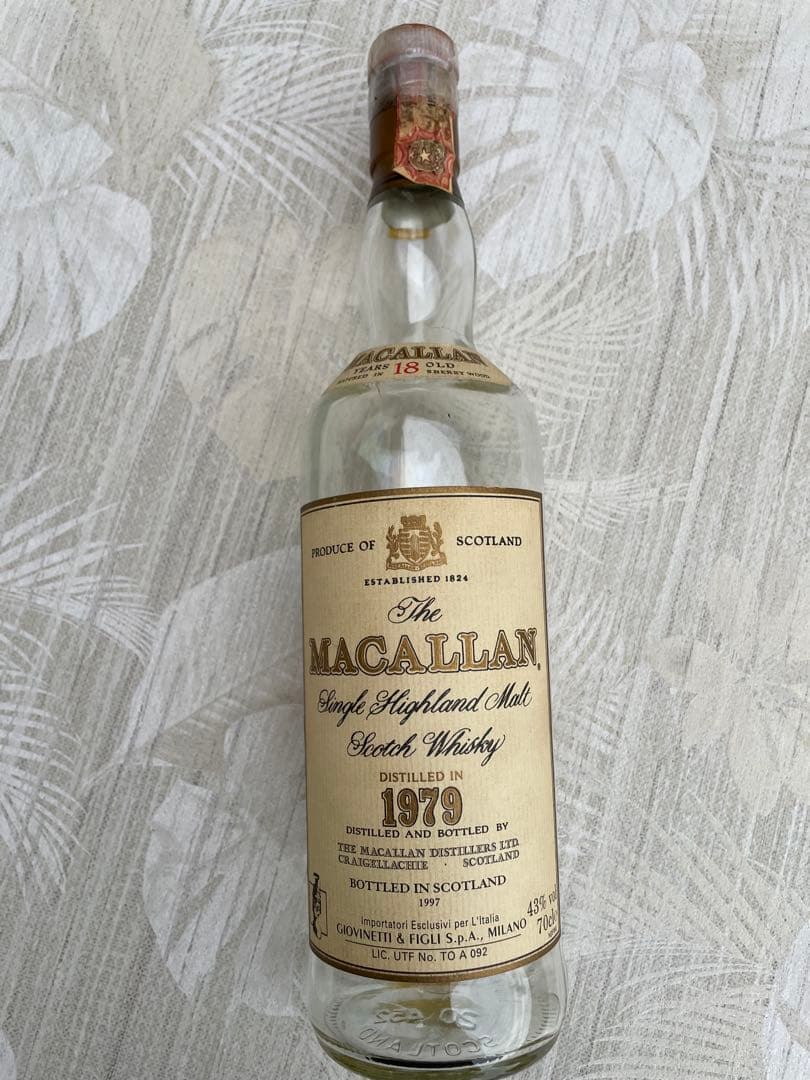 MACALLAN
YEARS 18 OLD
MATURED IN SHERRY WOOD
PRODUCE OF SCOTLAND
ESTABLISHED 1824
The
MACALLAN
Single Highland Malt
Scotch Whisky
DISTILLED IN
1979
DISTILLED AND BOTTLED BY
THE MACALLAN DISTILLERS LTD.
CRAIGELLACHIE · SCOTLAND
BOTTLED IN SCOTLAND
1997
43% vol
70cl
Importatori Esclusivi per L'Italia
GIOVINETTI & FIGLI S.p.A., MILANO
LIC. UTF No. TO A 092
SCOTLAND